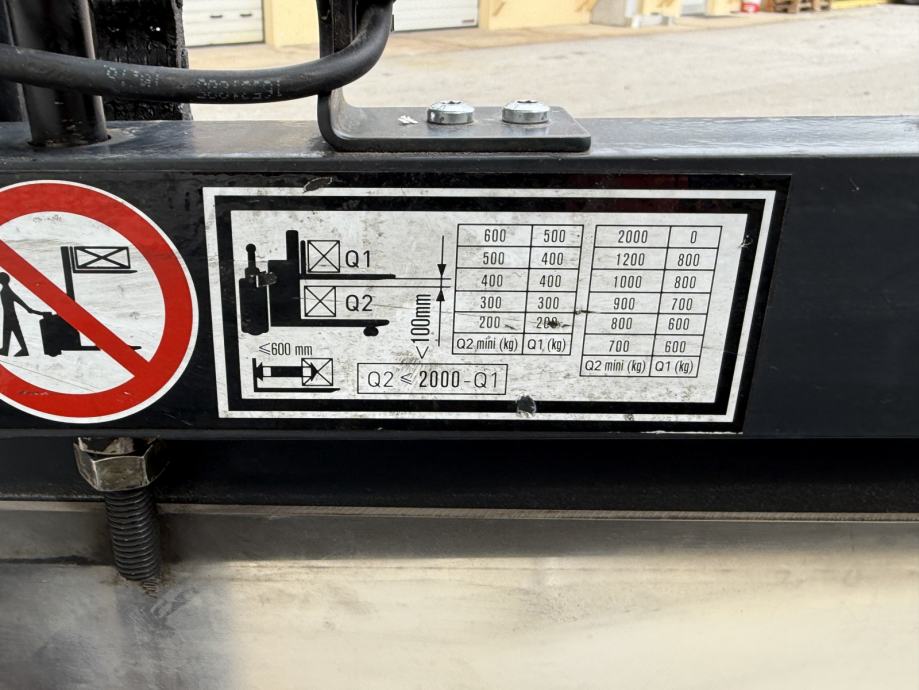 Q1
Q2
<100mm
≤600 mm
Q2 ≤ 2000-Q1
600 500
500 400
400 400
300 300
200 200
Q2 mini (kg) Q1 (kg)
2000 0
1200 800
1000 800
900 700
800 600
700 600
Q2 mini (kg) Q1 (kg)